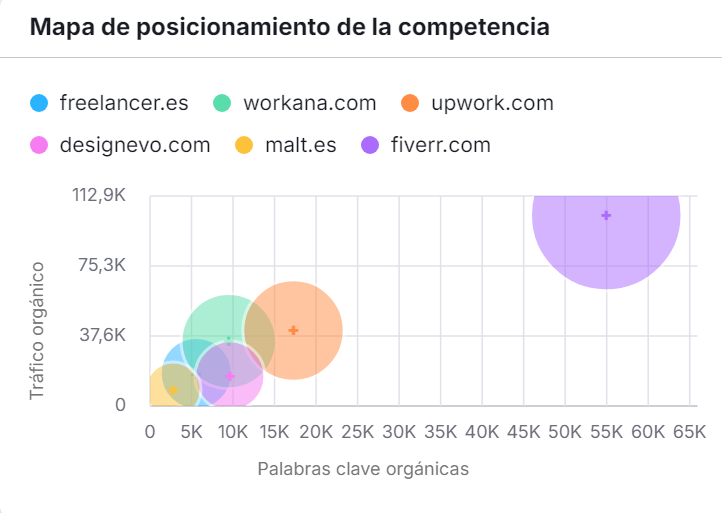 Mapa de posicionamiento de la competencia
freelancer.es workana.com upwork.com
designevo.com malt.es fiverr.com
112,9K
75,3K
37,6K
0
Tráfico orgánico
0 5K 10K 15K 20K 25K 30K 35K 40K 45K 50K 55K 60K 65K
Palabras clave orgánicas